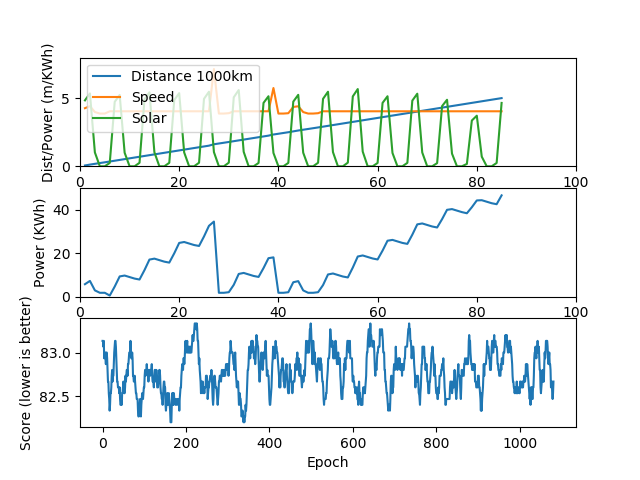 Dist/Power (m/KWh)
5
0
Distance 1000km
Speed
Solar
0 20 40 60 80 100
Power (KWh)
40
20
0
0 20 40 60 80 100
Score (lower is better)
83.0
82.5
0 200 400 600 800 1000
Epoch